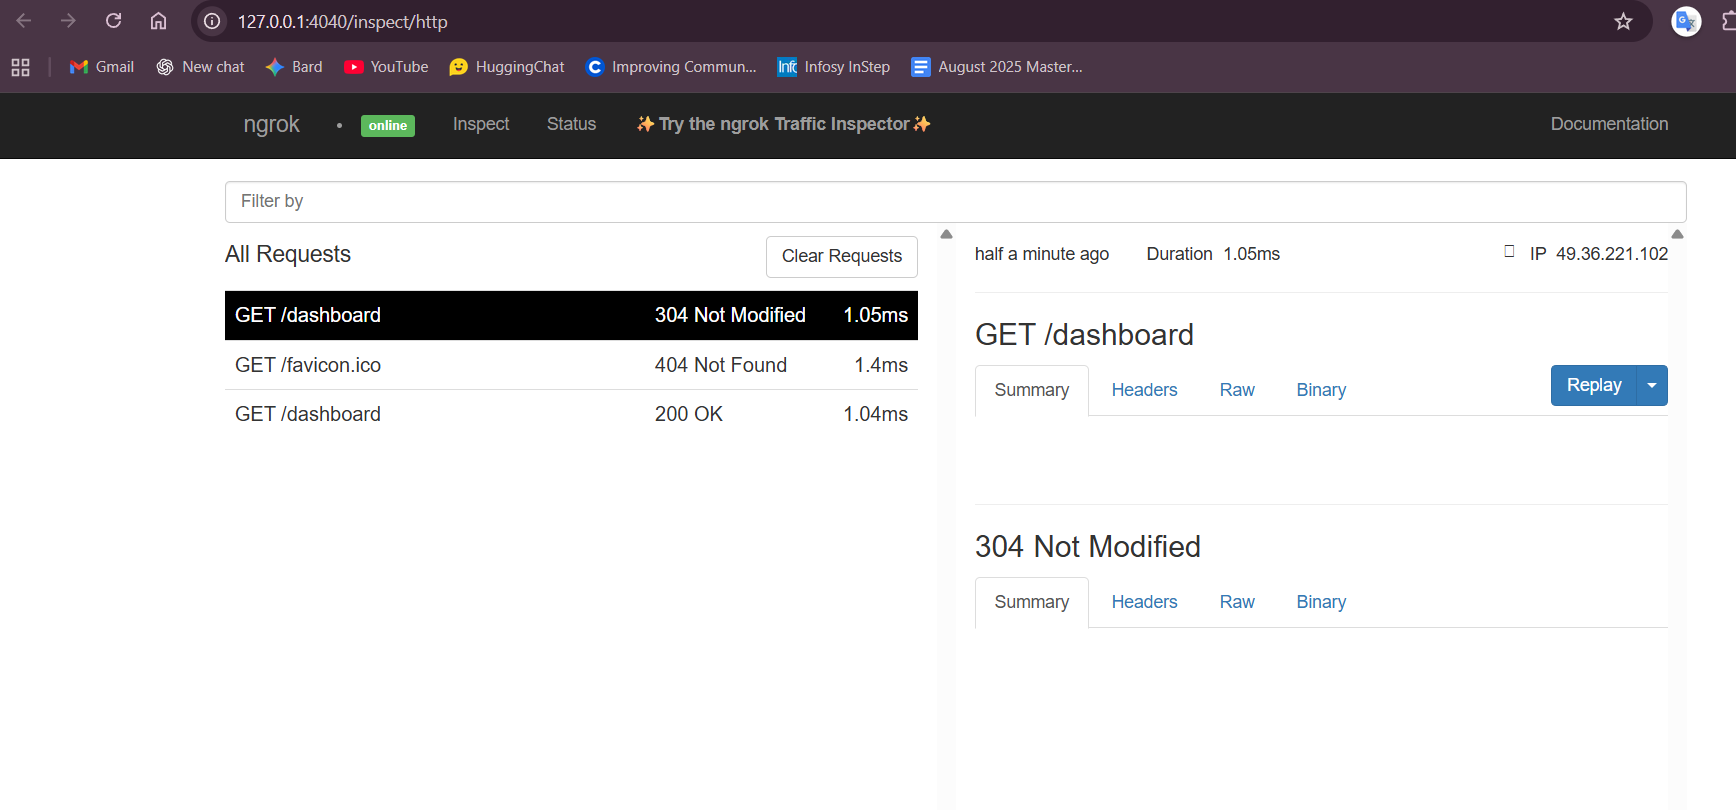 127.0.0.1:4040/inspect/http
Gmail New chat Bard YouTube HuggingChat Improving Commun... Infosy InStep August 2025 Master...
ngrok • online Inspect Status ✨Try the ngrok Traffic Inspector✨ Documentation
Filter by
All Requests Clear Requests
GET /dashboard 304 Not Modified 1.05ms
GET /favicon.ico 404 Not Found 1.4ms
GET /dashboard 200 OK 1.04ms
half a minute ago Duration 1.05ms IP 49.36.221.102
GET /dashboard
Summary Headers Raw Binary Replay
304 Not Modified
Summary Headers Raw Binary